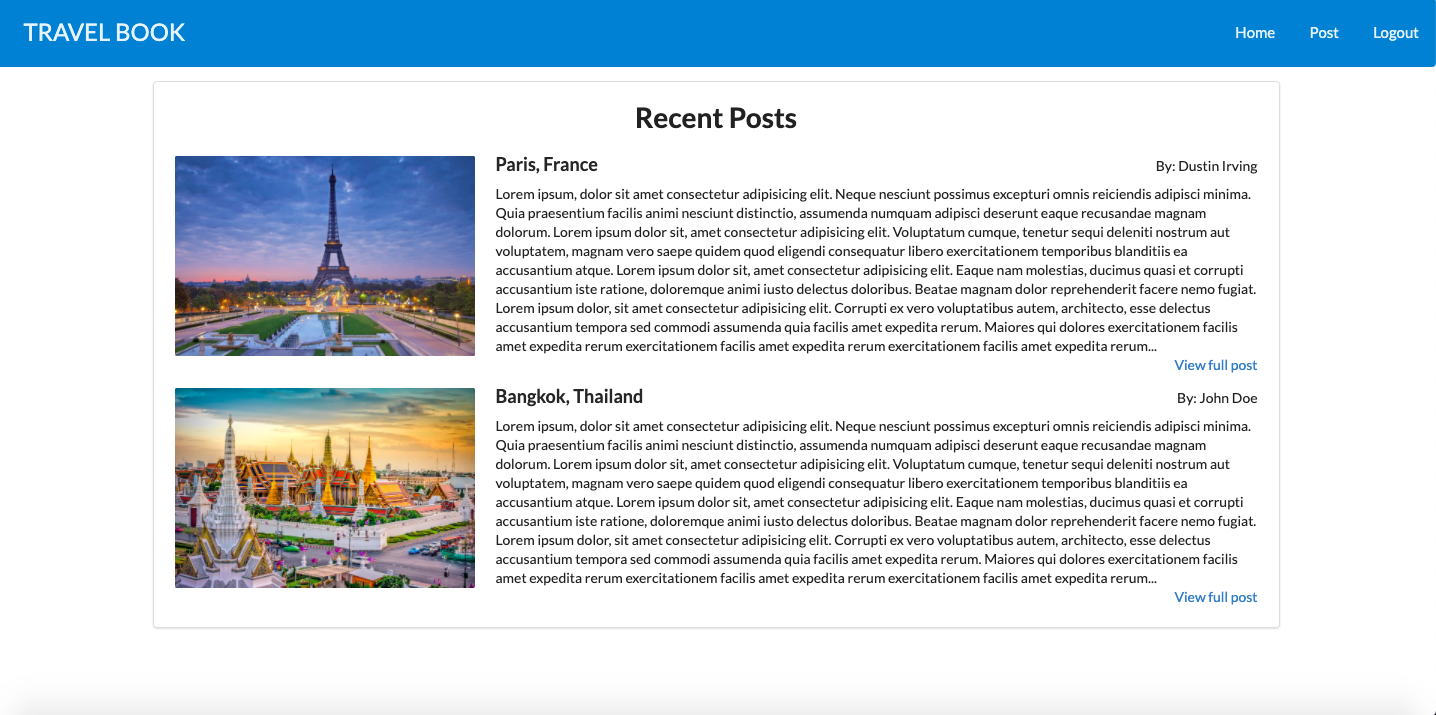 TRAVEL BOOK
Home Post Logout
Recent Posts
Paris, France
By: Dustin Irving
Lorem ipsum, dolor sit amet consectetur adipisicing elit. Neque nesciunt possimus excepturi omnis reiciendis adipisci minima.
Quia praesentium facilis animi nesciunt distinctio, assumenda numquam adipisci deserunt eaque recusandae magnam
dolorum. Lorem ipsum dolor sit, amet consectetur adipisicing elit. Voluptatum cumque, tenetur sequi deleniti nostrum aut
voluptatem, magnam vero saepe quidem quod eligendi consequatur libero exercitationem temporibus blanditiis ea
accusantium atque. Lorem ipsum dolor sit, amet consectetur adipisicing elit. Eaque nam molestias, ducimus quasi et corrupti
accusantium iste ratione, doloremque animi iusto delectus doloribus. Beatae magnam dolor reprehenderit facere nemo fugiat.
Lorem ipsum dolor, sit amet consectetur adipisicing elit. Corrupti ex vero voluptatibus autem, architecto, esse delectus
accusantium tempora sed commodi assumenda quia facilis amet expedita rerum. Maiores qui dolores exercitationem facilis
amet expedita rerum exercitationem facilis amet expedita rerum exercitationem facilis amet expedita rerum...
View full post
Bangkok, Thailand
By: John Doe
Lorem ipsum, dolor sit amet consectetur adipisicing elit. Neque nesciunt possimus excepturi omnis reiciendis adipisci minima.
Quia praesentium facilis animi nesciunt distinctio, assumenda numquam adipisci deserunt eaque recusandae magnam
dolorum. Lorem ipsum dolor sit, amet consectetur adipisicing elit. Voluptatum cumque, tenetur sequi deleniti nostrum aut
voluptatem, magnam vero saepe quidem quod eligendi consequatur libero exercitationem temporibus blanditiis ea
accusantium atque. Lorem ipsum dolor sit, amet consectetur adipisicing elit. Eaque nam molestias, ducimus quasi et corrupti
accusantium iste ratione, doloremque animi iusto delectus doloribus. Beatae magnam dolor reprehenderit facere nemo fugiat.
Lorem ipsum dolor, sit amet consectetur adipisicing elit. Corrupti ex vero voluptatibus autem, architecto, esse delectus
accusantium tempora sed commodi assumenda quia facilis amet expedita rerum. Maiores qui dolores exercitationem facilis
amet expedita rerum exercitationem facilis amet expedita rerum exercitationem facilis amet expedita rerum...
View full post